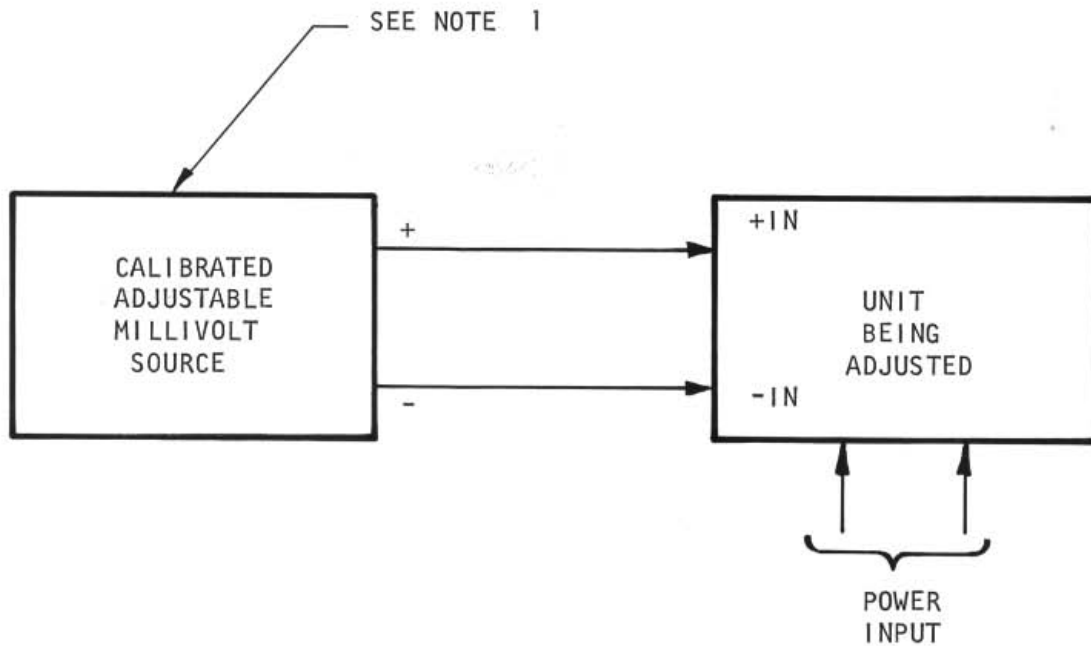 SEE NOTE 1
CALIBRATED
ADJUSTABLE
MILLIVOLT
SOURCE
+
-
+IN
-IN
UNIT
BEING
ADJUSTED
POWER
INPUT